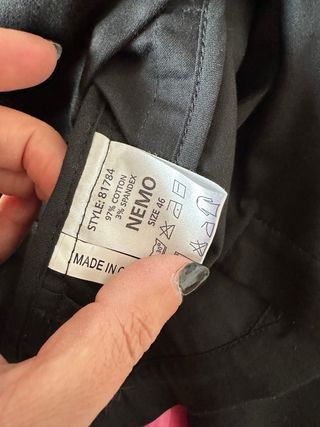 STYLE: 81784
97% COTTON
3% SPANDEX
NEMO
SIZE 46
MADE IN